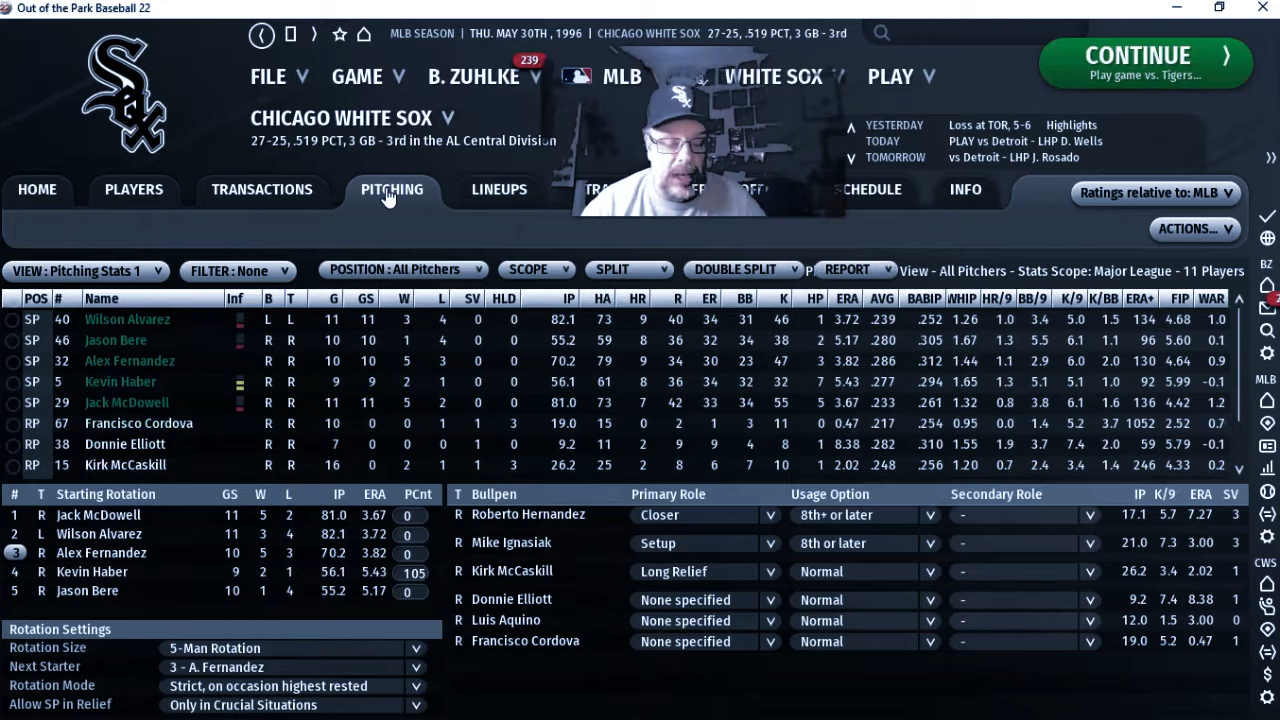 Out of the Park Baseball 22
MLB SEASON | THU. MAY 30TH, 1996 | CHICAGO WHITE SOX 27-25, .519 PCT, 3 GB - 3rd
FILE GAME B. ZUHLKE 239 MLB WHITE SOX PLAY
CONTINUE
Play game vs. Tigers...
CHICAGO WHITE SOX
27-25, .519 PCT, 3 GB - 3rd in the AL Central Division
YESTERDAY Loss at TOR, 5-6 Highlights
TODAY PLAY vs Detroit - LHP D. Wells
TOMORROW vs Detroit - LHP J. Rosado
HOME PLAYERS TRANSACTIONS PITCHING LINEUPS SCHEDULE INFO Ratings relative to: MLB
ACTIONS...
VIEW : Pitching Stats 1 FILTER : None POSITION : All Pitchers SCOPE SPLIT DOUBLE SPLIT REPORT View - All Pitchers - Stats Scope: Major League - 11 Players
POS # Name Inf B T G GS W L SV HLD IP HA HR R ER BB K HP ERA AVG BABIP WHIP HR/9 BB/9 K/9 K/BB ERA+ FIP WAR
SP 40 Wilson Alvarez L L 11 11 3 4 0 0 82.1 73 9 40 34 31 46 1 3.72 .239 .252 1.26 1.0 3.4 5.0 1.5 134 4.68 1.0
SP 46 Jason Bere R R 10 10 1 4 0 0 55.2 59 8 36 32 34 38 2 5.17 .280 .305 1.67 1.3 5.5 6.1 1.1 96 5.60 0.1
SP 32 Alex Fernandez R R 10 10 5 3 0 0 70.2 79 9 34 30 23 47 3 3.82 .286 .312 1.44 1.1 2.9 6.0 2.0 130 4.64 0.9
SP 5 Kevin Haber R R 9 9 2 1 0 0 56.1 61 8 36 34 32 32 7 5.43 .277 .294 1.65 1.3 5.1 5.1 1.0 92 5.99 -0.1
SP 29 Jack McDowell R R 11 11 5 2 0 0 81.0 73 7 42 33 34 55 5 3.67 .233 .261 1.32 0.8 3.8 6.1 1.6 136 4.42 1.2
RP 67 Francisco Cordova R R 10 0 0 1 1 3 19.0 15 0 2 1 3 11 0 0.47 .217 .254 0.95 0.0 1.4 5.2 3.7 1052 2.52 0.7
RP 38 Donnie Elliott R R 7 0 0 0 1 0 9.2 11 2 9 9 4 8 1 8.38 .282 .310 1.55 1.9 3.7 7.4 2.0 59 5.79 -0.1
RP 15 Kirk McCaskill R R 16 0 2 1 1 3 26.2 25 2 8 6 7 10 1 2.02 .248 .256 1.20 0.7 2.4 3.4 1.4 246 4.33 0.2
# T Starting Rotation GS W L IP ERA PCnt
1 R Jack McDowell 11 5 2 81.0 3.67 0
2 L Wilson Alvarez 11 3 4 82.1 3.72 0
3 R Alex Fernandez 10 5 3 70.2 3.82 0
4 R Kevin Haber 9 2 1 56.1 5.43 105
5 R Jason Bere 10 1 4 55.2 5.17 0
T Bullpen Primary Role Usage Option Secondary Role IP K/9 ERA SV
R Roberto Hernandez Closer 8th+ or later - 17.1 5.7 7.27 3
R Mike Ignasiak Setup 8th or later - 21.0 7.3 3.00 3
R Kirk McCaskill Long Relief Normal - 26.2 3.4 2.02 1
R Donnie Elliott None specified Normal - 9.2 7.4 8.38 1
R Luis Aquino None specified Normal - 12.0 1.5 3.00 0
R Francisco Cordova None specified Normal - 19.0 5.2 0.47 1
Rotation Settings
Rotation Size 5-Man Rotation
Next Starter 3 - A. Fernandez
Rotation Mode Strict, on occasion highest rested
Allow SP in Relief Only in Crucial Situations
BZ
MLB
CWS